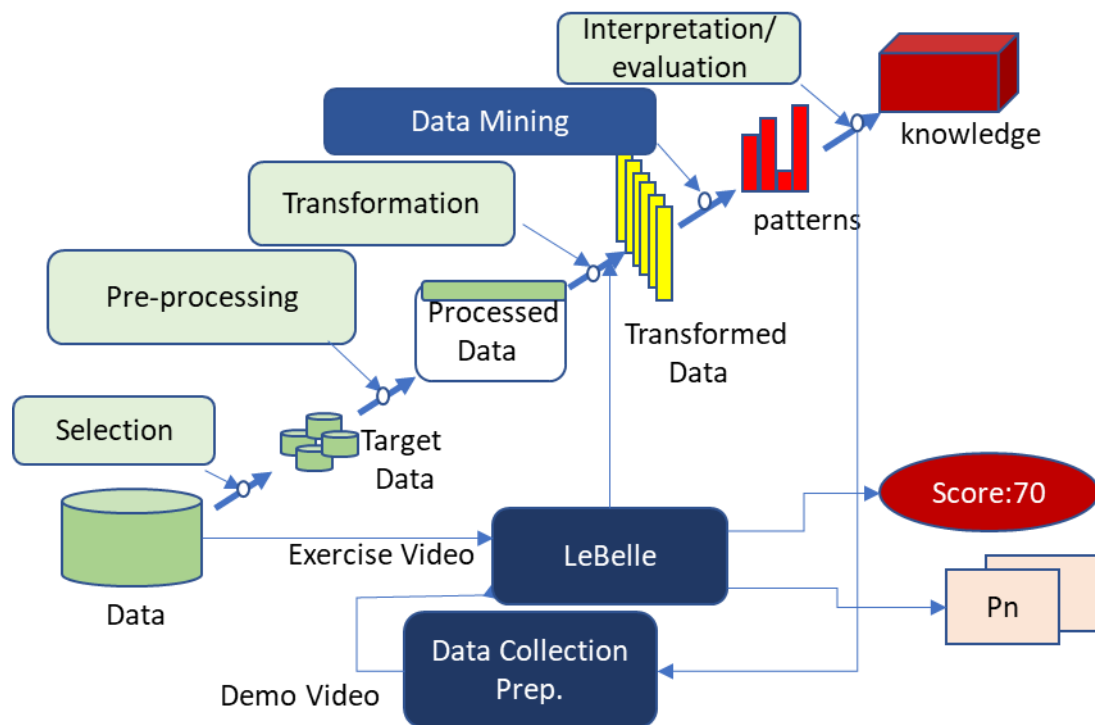 Interpretation/
evaluation
knowledge
Data Mining
patterns
Transformation
Transformed
Data
Pre-processing
Processed
Data
Selection
Target
Data
Data
Exercise Video
LeBelle
Score:70
Pn
Data Collection
Prep.
Demo Video